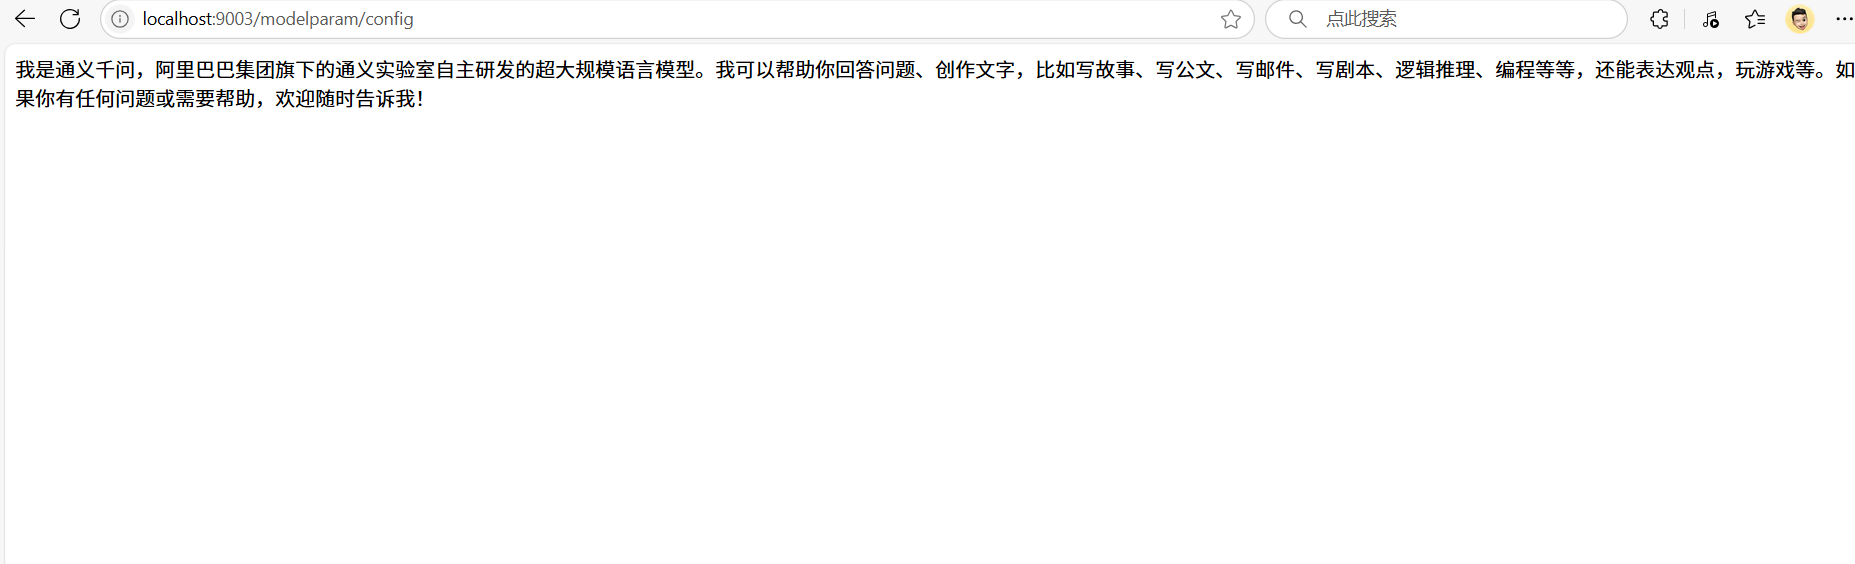 localhost:9003/modelparam/config
点此搜索
我是通义千问，阿里巴巴集团旗下的通义实验室自主研发的超大规模语言模型。我可以帮助你回答问题、创作文字，比如写故事、写公文、写邮件、写剧本、逻辑推理、编程等等，还能表达观点，玩游戏等。如
果你有任何问题或需要帮助，欢迎随时告诉我！